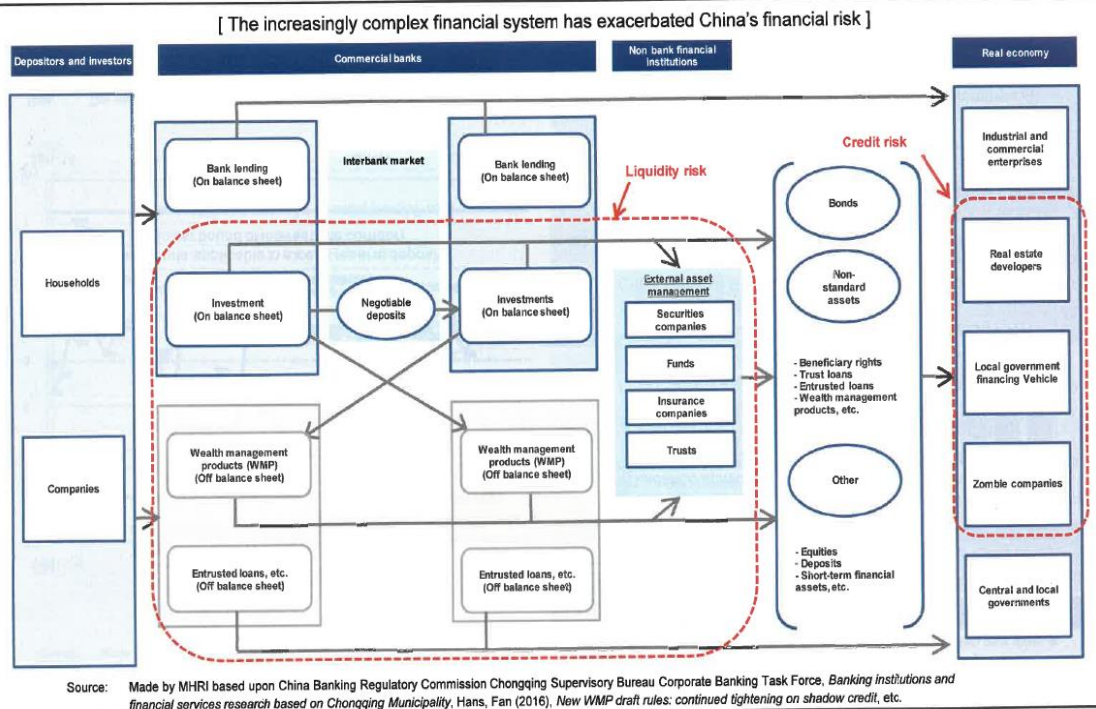 [ The increasingly complex financial system has exacerbated China's financial risk ]
Depositors and investors
Commercial banks
Non bank financial
institutions
Real economy
Households
Companies
Bank lending
(On balance sheet)
Interbank market
Bank lending
(On balance sheet)
Liquidity risk
Credit risk
Investment
(On balance sheet)
Negotiable
deposits
Investments
(On balance sheet)
Wealth management
products (WMP)
(Off balance sheet)
Wealth management
products (WMP)
(Off balance sheet)
Entrusted loans, etc.
(Off balance sheet)
Entrusted loans, etc.
(Off balance sheet)
External asset
management
Securities
companies
Funds
Insurance
companies
Trusts
Bonds
Non-
standard
assets
- Beneficiary rights
- Trust loans
- Entrusted loans
- Wealth management
products, etc.
Other
- Equities
- Deposits
- Short-term financial
assets, etc.
Industrial and
commercial
enterprises
Real estate
developers
Local government
financing Vehicle
Zombie companies
Central and local
governments
Source: Made by MHRI based upon China Banking Regulatory Commission Chongqing Supervisory Bureau Corporate Banking Task Force, Banking institutions and
financial services research based on Chongqing Municipality, Hans, Fan (2016), New WMP draft rules: continued tightening on shadow credit, etc.